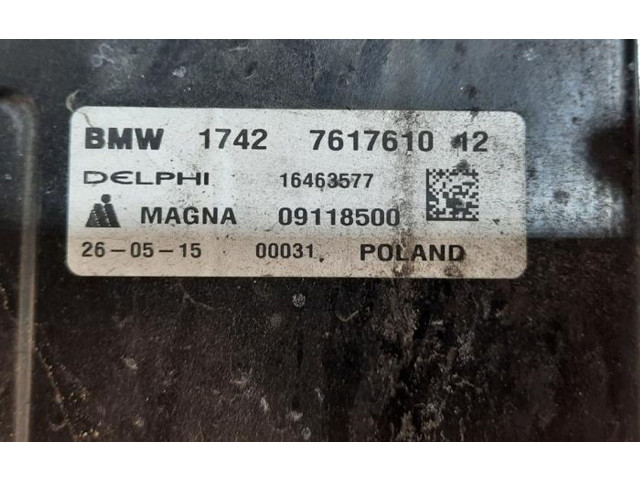 BMW 1742 7617610 12
DELPHI 16463577
MAGNA 09118500
26-05-15 00031 POLAND